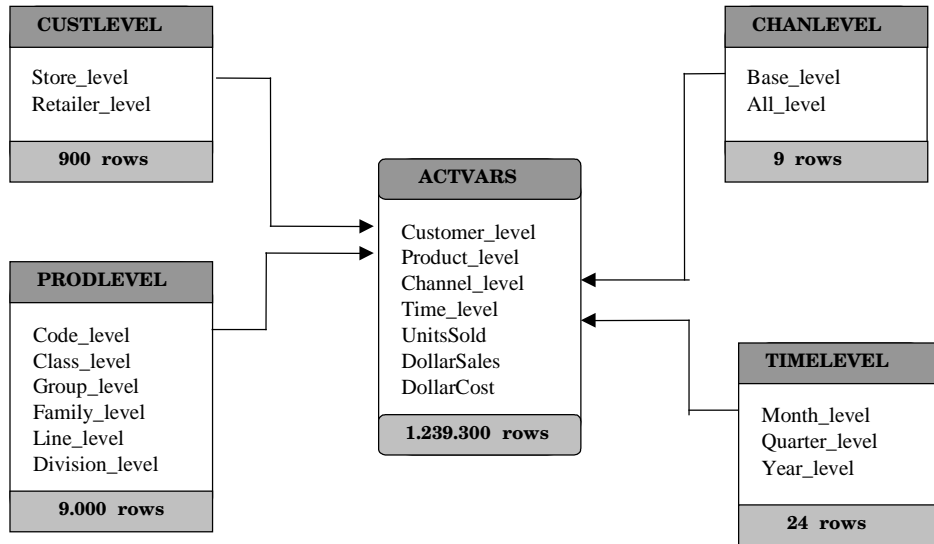 CUSTLEVEL
Store_level
Retailer_level
900 rows
CHANLEVEL
Base_level
All_level
9 rows
ACTVARS
Customer_level
Product_level
Channel_level
Time_level
UnitsSold
DollarSales
DollarCost
1.239.300 rows
PRODLEVEL
Code_level
Class_level
Group_level
Family_level
Line_level
Division_level
9.000 rows
TIMELEVEL
Month_level
Quarter_level
Year_level
24 rows